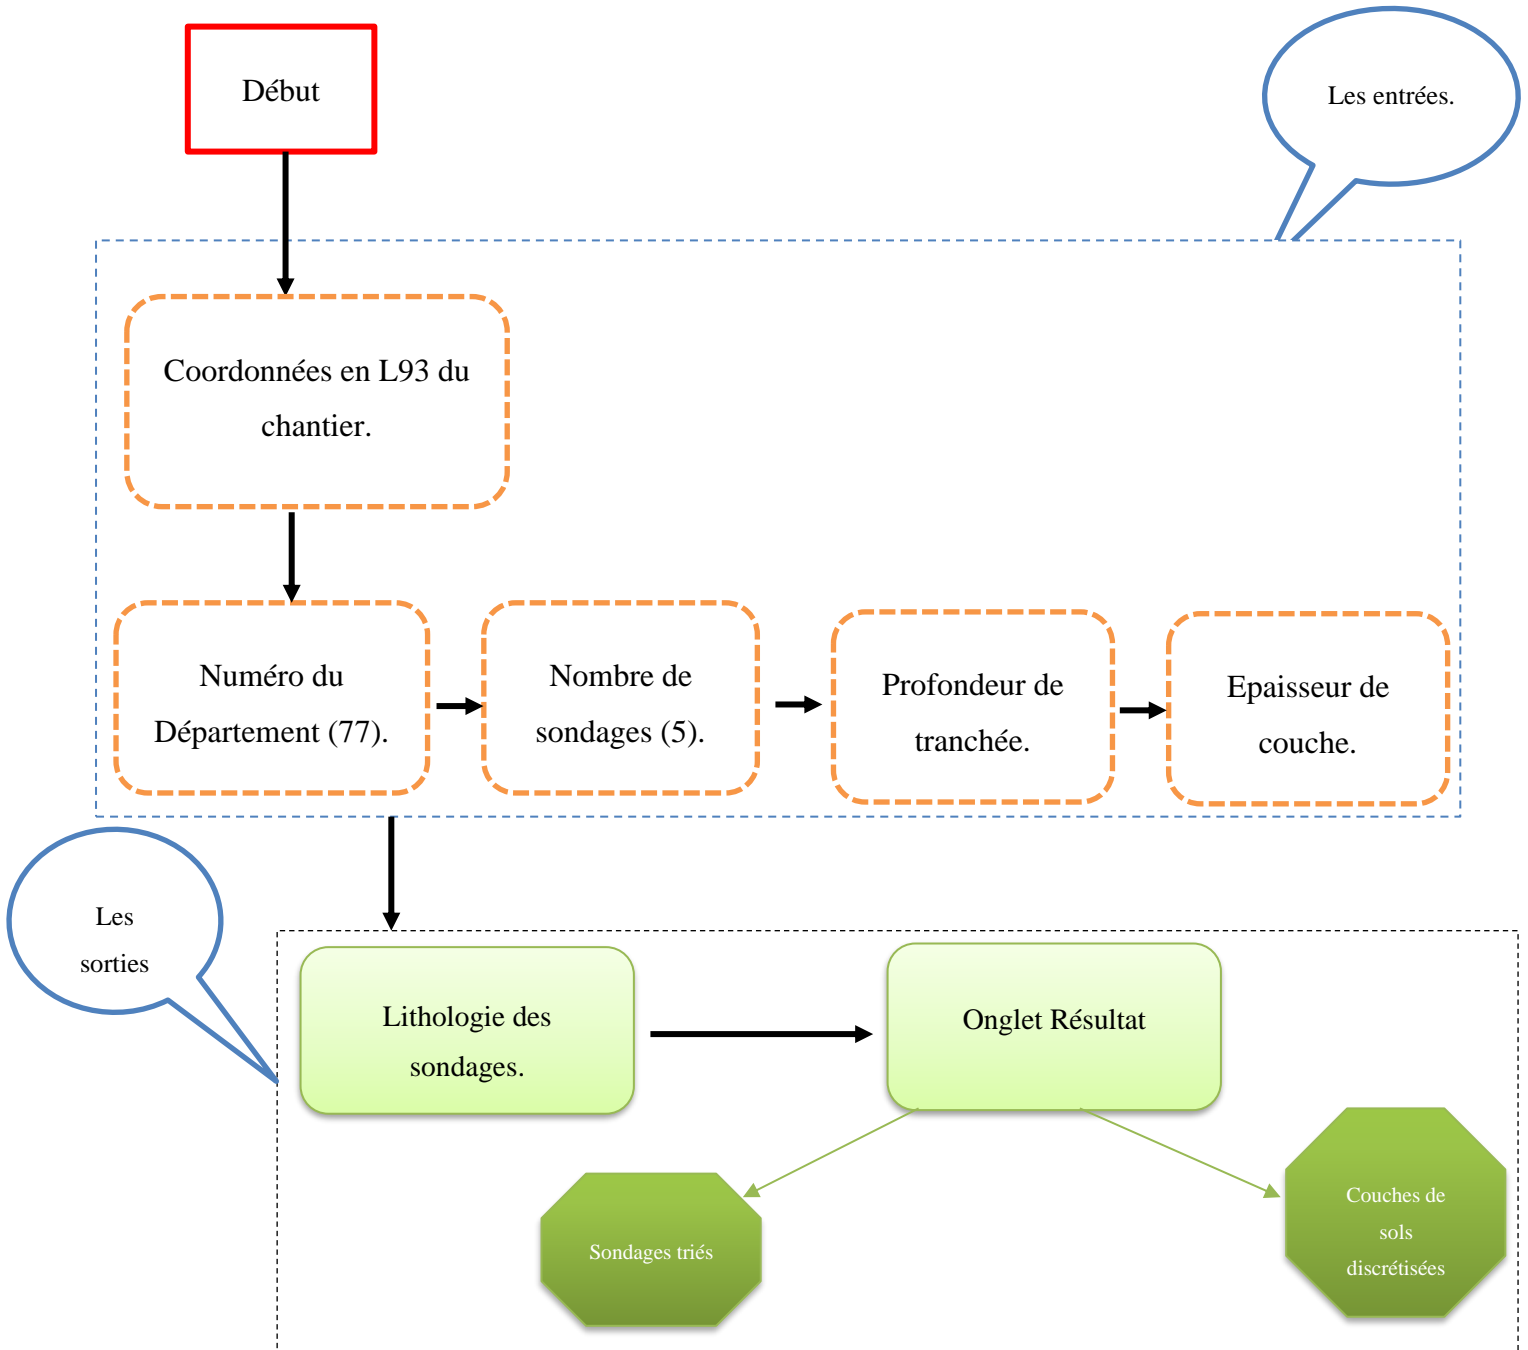 Début
Les entrées.
Coordonnées en L93 du
chantier.
Numéro du
Département (77).
Nombre de
sondages (5).
Profondeur de
tranchée.
Epaisseur de
couche.
Les
sorties
Lithologie des
sondages.
Onglet Résultat
Sondages triés
Couches de
sols
discrétisées